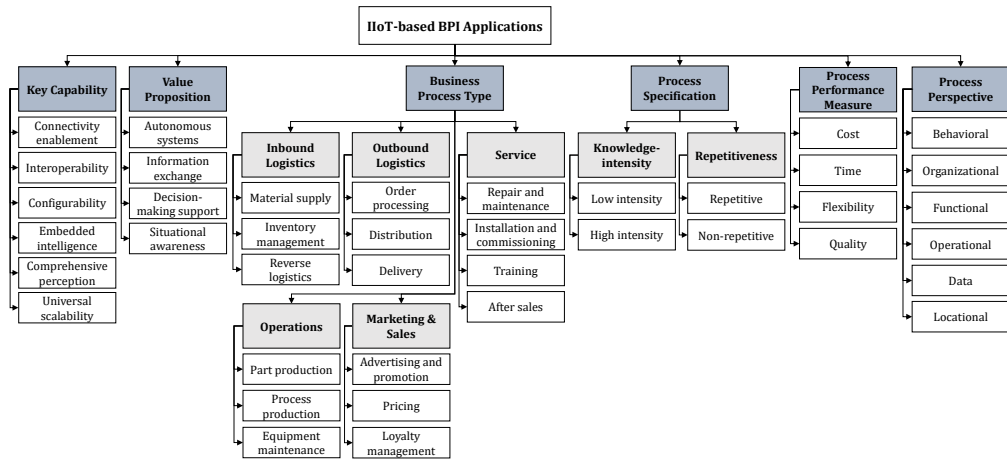 IIoT-based BPI Applications
Key Capability
Connectivity
enablement
Interoperability
Configurability
Embedded
intelligence
Comprehensive
perception
Universal
scalability
Value
Proposition
Autonomous
systems
Information
exchange
Decision-
making support
Situational
awareness
Business
Process Type
Inbound
Logistics
Material supply
Inventory
management
Reverse
logistics
Outbound
Logistics
Order
processing
Distribution
Delivery
Service
Repair and
maintenance
Installation and
commissioning
Training
After sales
Operations
Part production
Process
production
Equipment
maintenance
Marketing &
Sales
Advertising and
promotion
Pricing
Loyalty
management
Process
Specification
Knowledge-
intensity
Low intensity
High intensity
Repetitiveness
Repetitive
Non-repetitive
Process
Performance
Measure
Cost
Time
Flexibility
Quality
Process
Perspective
Behavioral
Organizational
Functional
Operational
Data
Locational